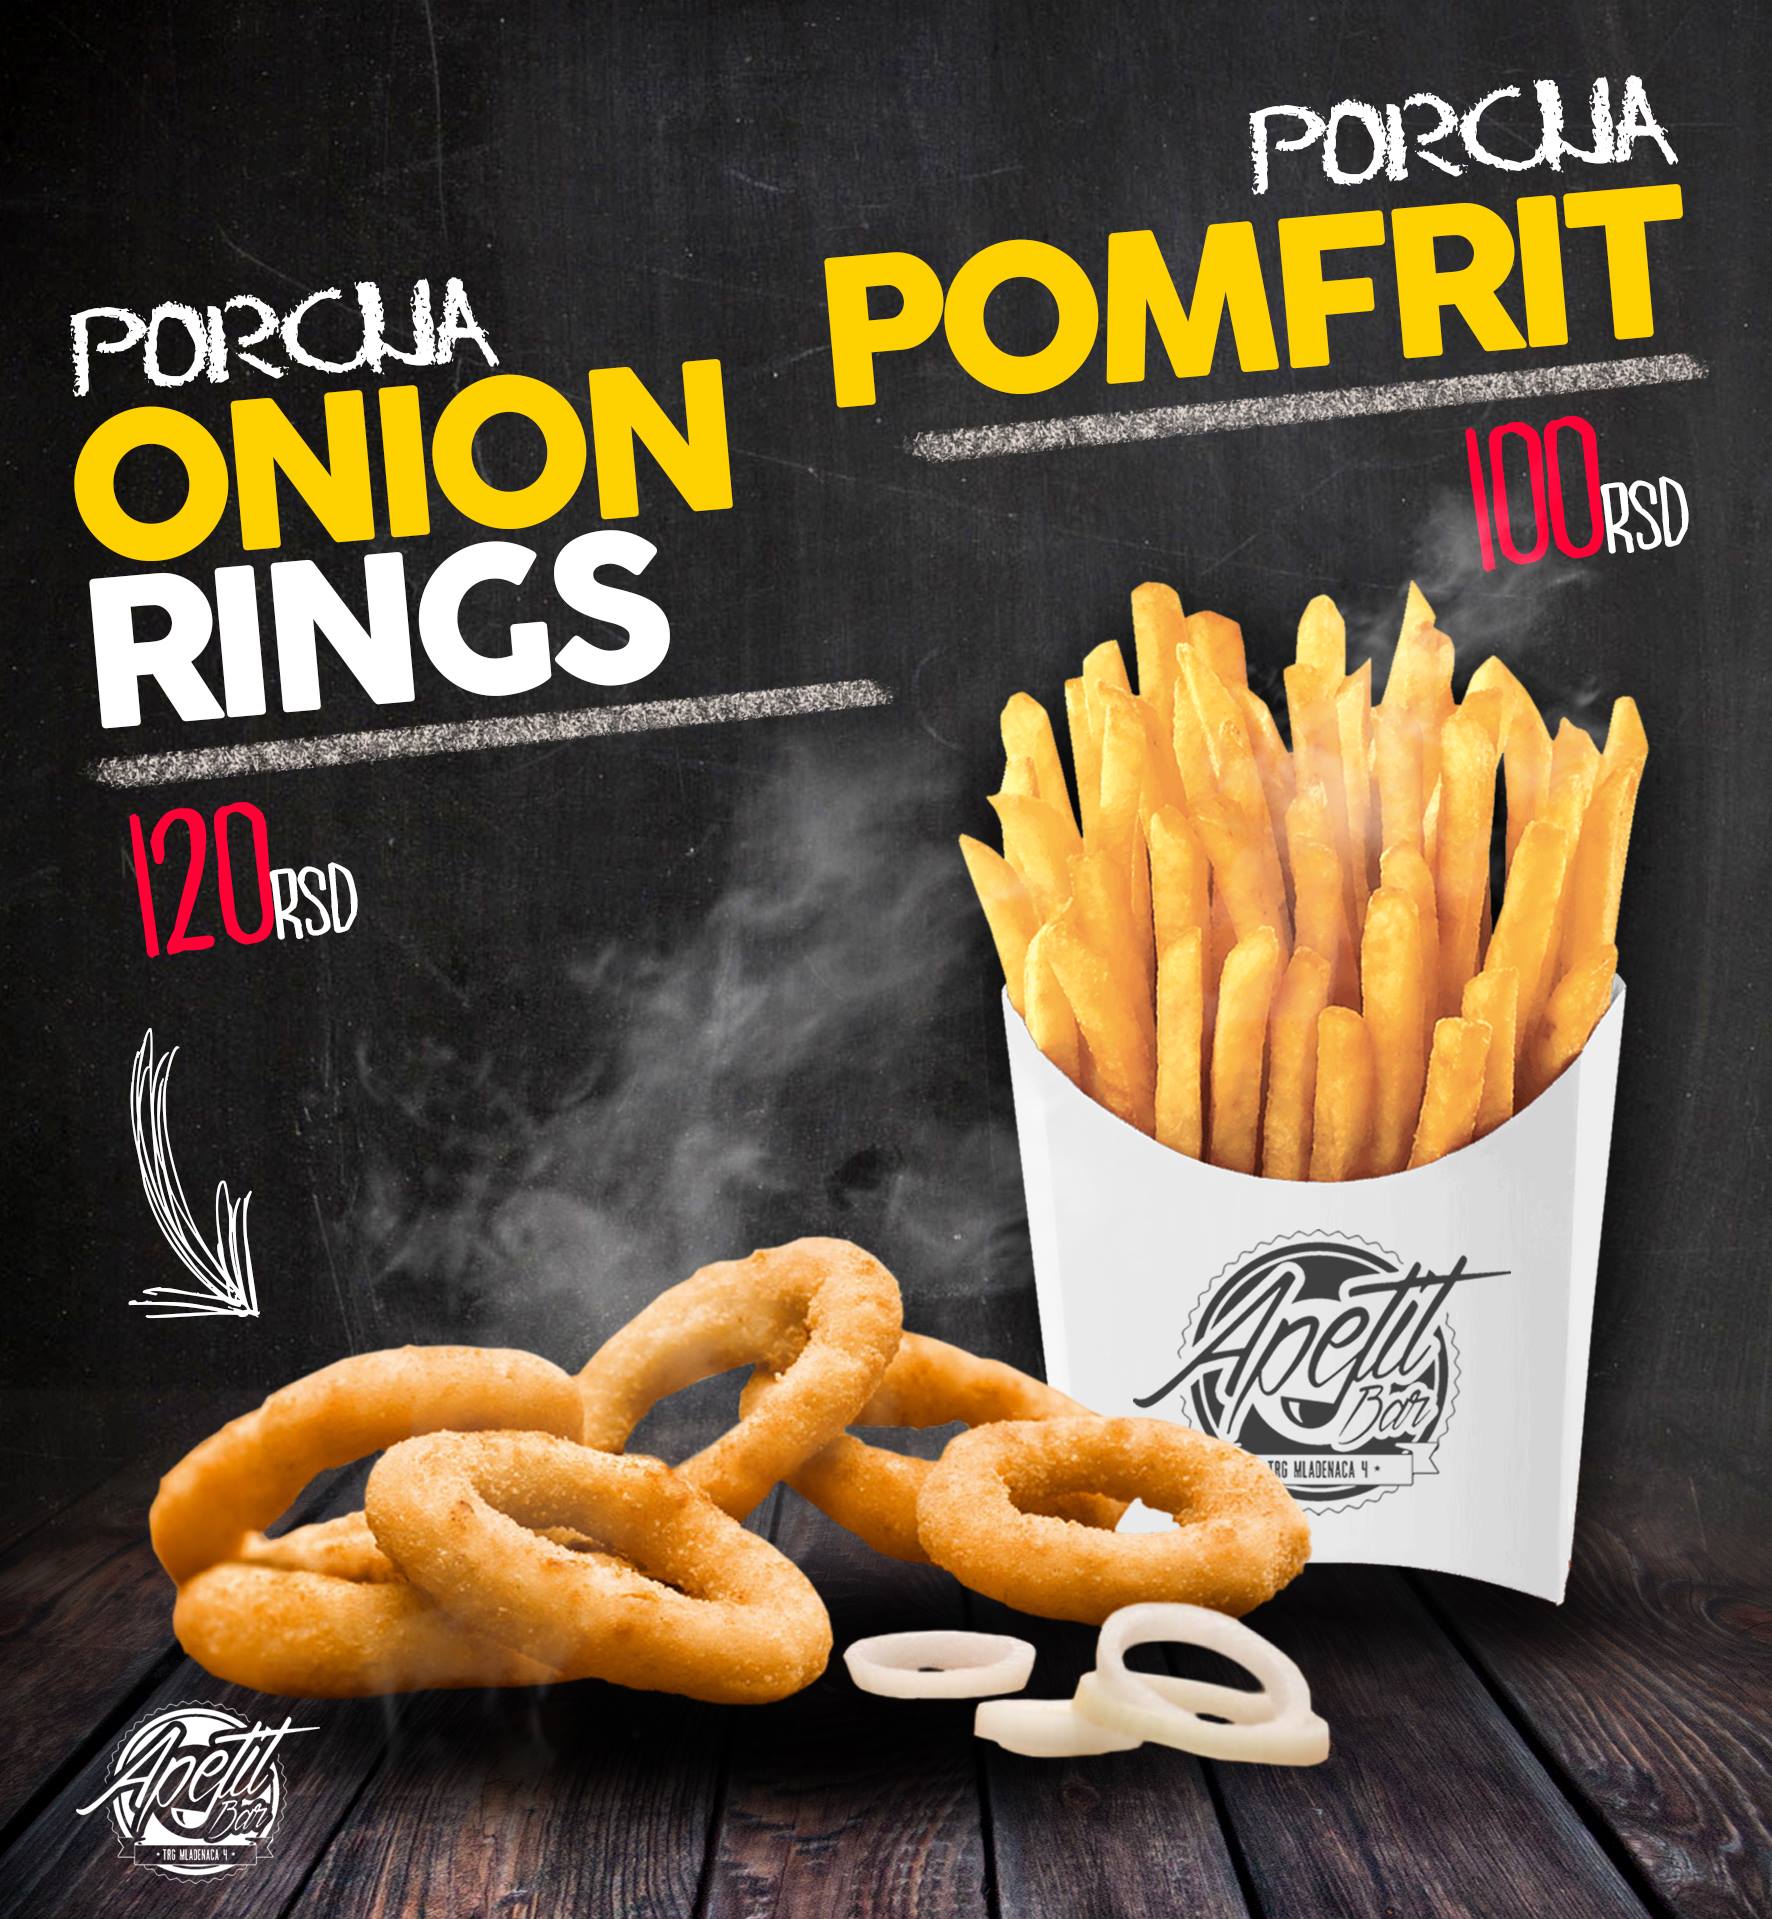 PORCIJA
POMFRIT
100RSD
PORCIJA
ONION
RINGS
120RSD
Apetit
Bar
TRG MLADENACA 4 •
Apetit
Bar
• TRG MLADENACA 4 •